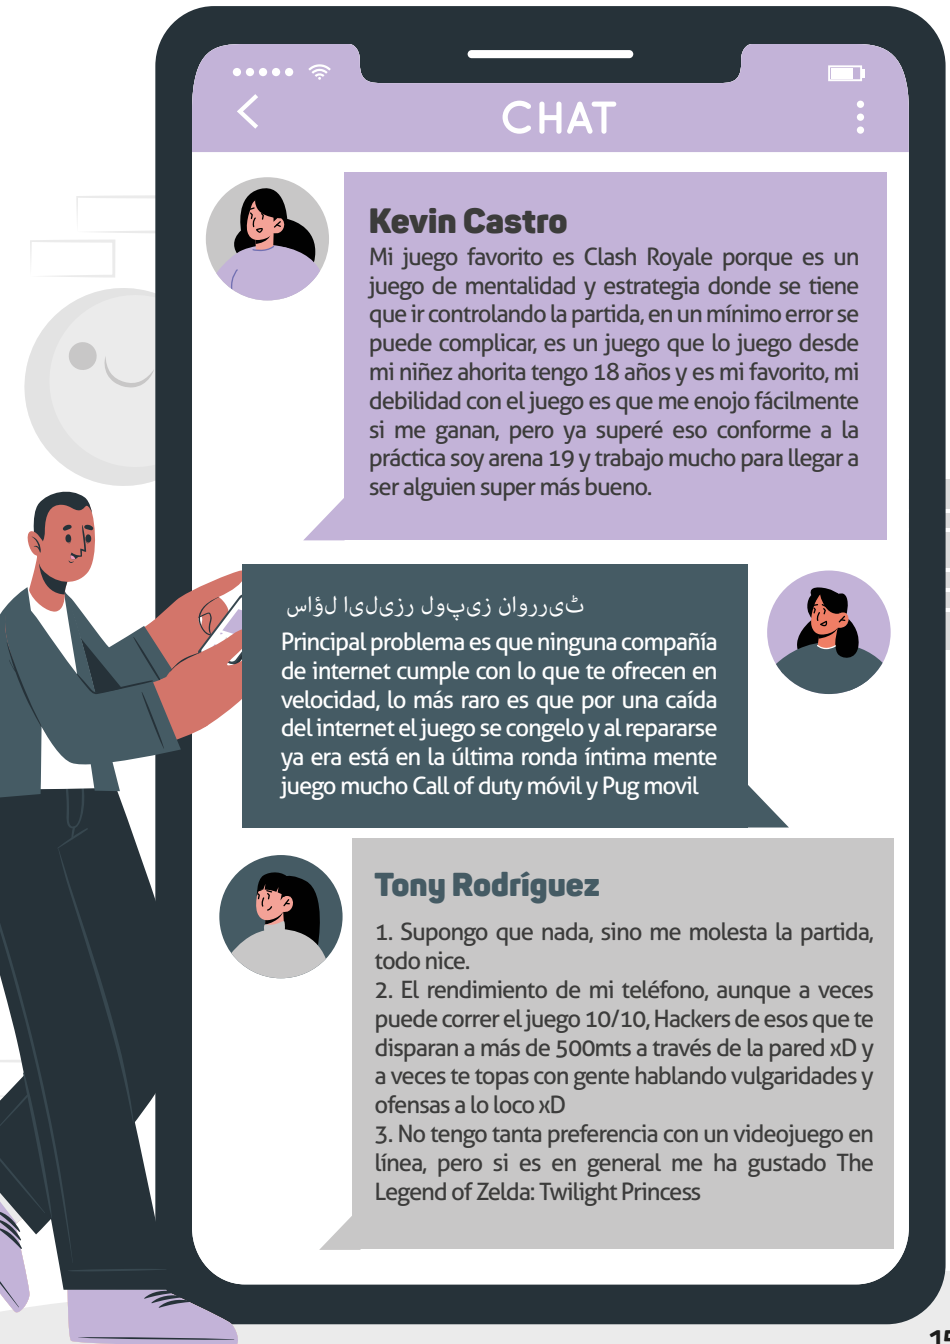 CHAT
Kevin Castro
Mi juego favorito es Clash Royale porque es un
juego de mentalidad y estrategia donde se tiene
que ir controlando la partida, en un mínimo error se
puede complicar, es un juego que lo juego desde
mi niñez ahorita tengo 18 años y es mi favorito, mi
debilidad con el juego es que me enojo fácilmente
si me ganan, pero ya superé eso conforme a la
práctica soy arena 19 y trabajo mucho para llegar a
ser alguien super más bueno.
ٹیرروان زیپول رزیلیا لؤاس
Principal problema es que ninguna compañía
de internet cumple con lo que te ofrecen en
velocidad, lo más raro es que por una caída
del internet el juego se congelo y al repararse
ya era está en la última ronda íntima mente
juego mucho Call of duty móvil y Pug movil
Tony Rodríguez
1. Supongo que nada, sino me molesta la partida,
todo nice.
2. El rendimiento de mi teléfono, aunque a veces
puede correr el juego 10/10, Hackers de esos que te
disparan a más de 500mts a través de la pared xD y
a veces te topas con gente hablando vulgaridades y
ofensas a lo loco xD
3. No tengo tanta preferencia con un videojuego en
línea, pero si es en general me ha gustado The
Legend of Zelda: Twilight Princess